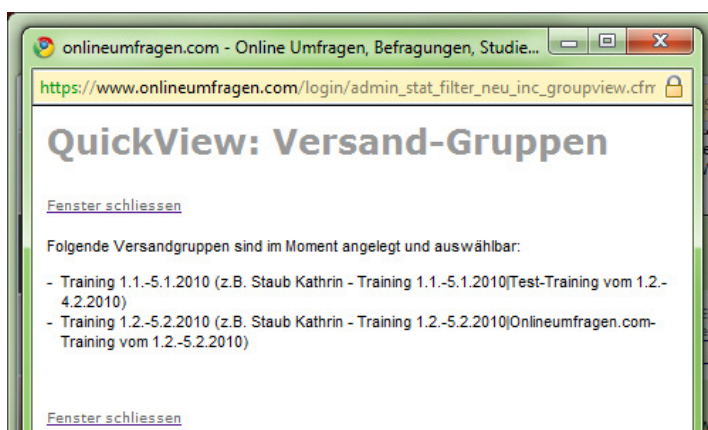 onlineumfragen.com - Online Umfragen, Befragungen, Studie...
https://www.onlineumfragen.com/login/admin_stat_filter_neu_inc_groupview.cfm
QuickView: Versand-Gruppen
Fenster schliessen
Folgende Versandgruppen sind im Moment angelegt und auswählbar:
- Training 1.1.-5.1.2010 (z.B. Staub Kathrin - Training 1.1.-5.1.2010|Test-Training vom 1.2.-
4.2.2010)
- Training 1.2.-5.2.2010 (z.B. Staub Kathrin - Training 1.2.-5.2.2010|Onlineumfragen.com-
Training vom 1.2.-5.2.2010)
Fenster schliessen